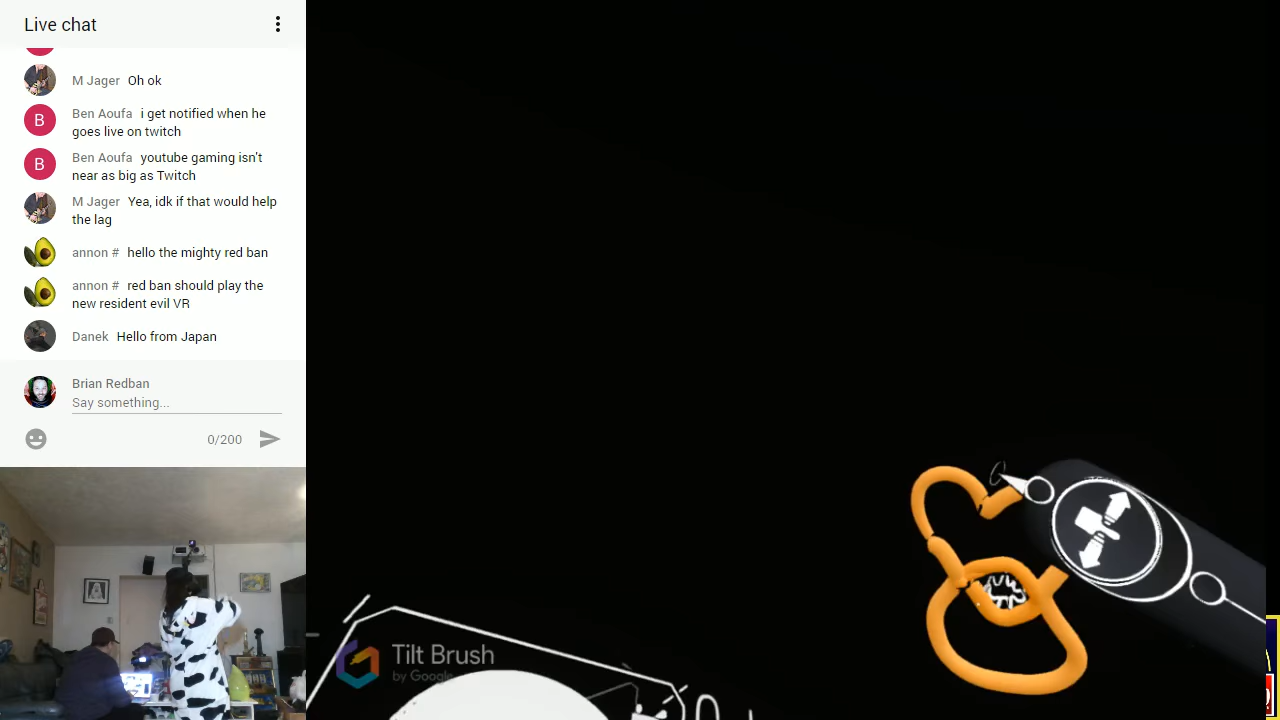 Live chat
M Jager Oh ok
Ben Aoufa i get notified when he
goes live on twitch
Ben Aoufa youtube gaming isn't
near as big as Twitch
M Jager Yea, idk if that would help
the lag
annon # hello the mighty red ban
annon # red ban should play the
new resident evil VR
Danek Hello from Japan
Brian Redban
Say something...
0/200
B
B
Tilt Brush
by Google